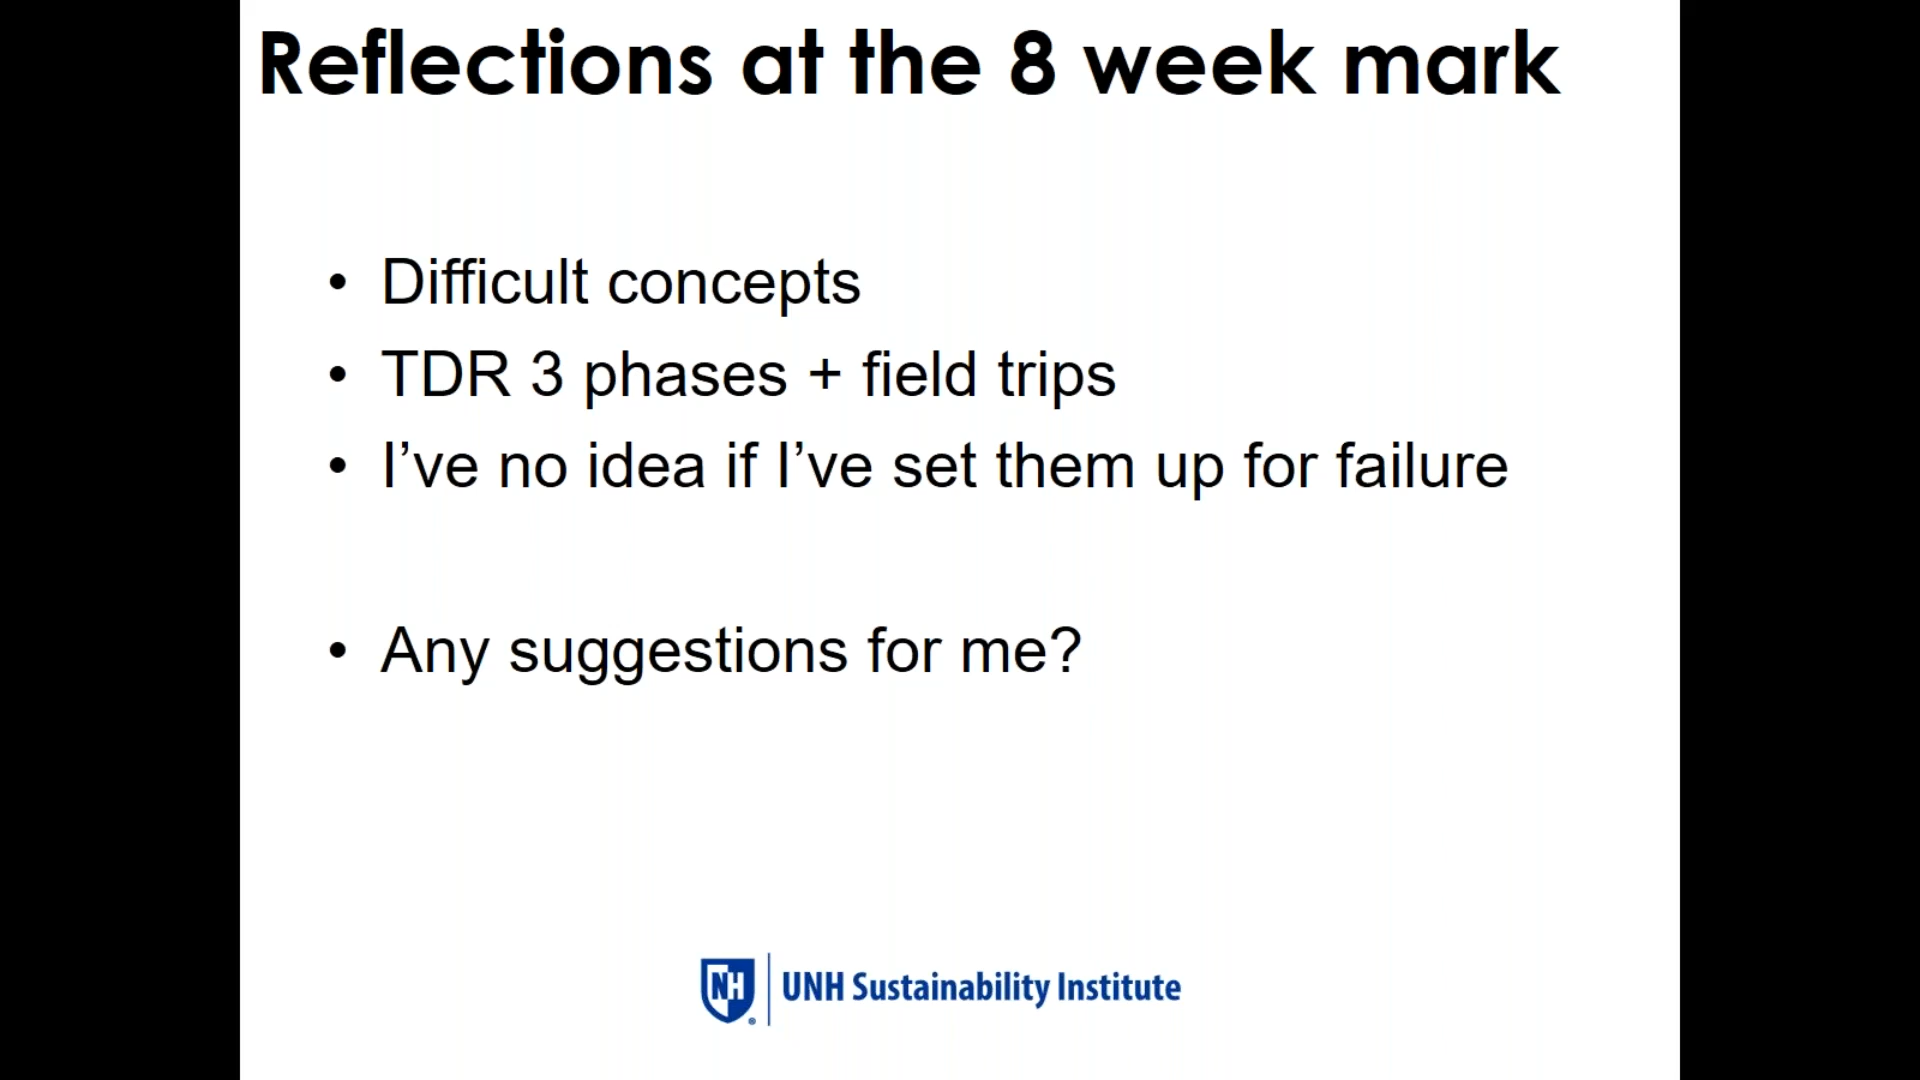 Reflections at the 8 week mark
• Difficult concepts
• TDR 3 phases + field trips
• I’ve no idea if I’ve set them up for failure
• Any suggestions for me?
NH ® UNH Sustainability Institute